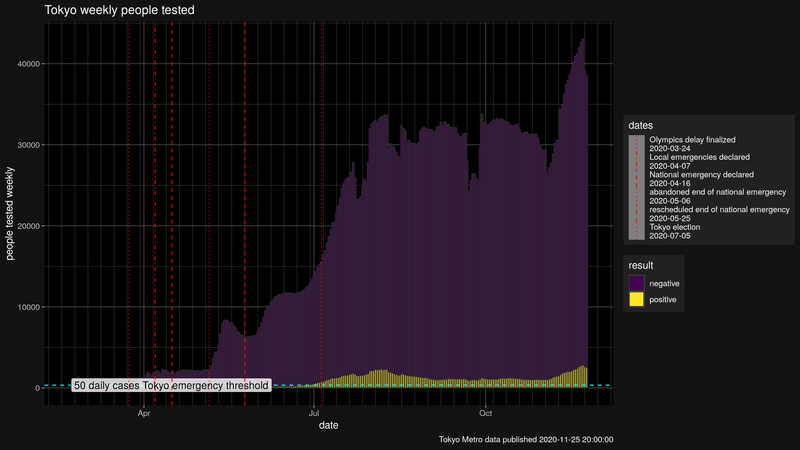 Tokyo weekly people tested
people tested weekly
40000
30000
20000
10000
0
50 daily cases Tokyo emergency threshold
Apr
Jul
Oct
date
Tokyo Metro data published 2020-11-25 20:00:00
dates
Olympics delay finalized
2020-03-24
Local emergencies declared
2020-04-07
National emergency declared
2020-04-16
abandoned end of national emergency
2020-05-06
rescheduled end of national emergency
2020-05-25
Tokyo election
2020-07-05
result
negative
positive